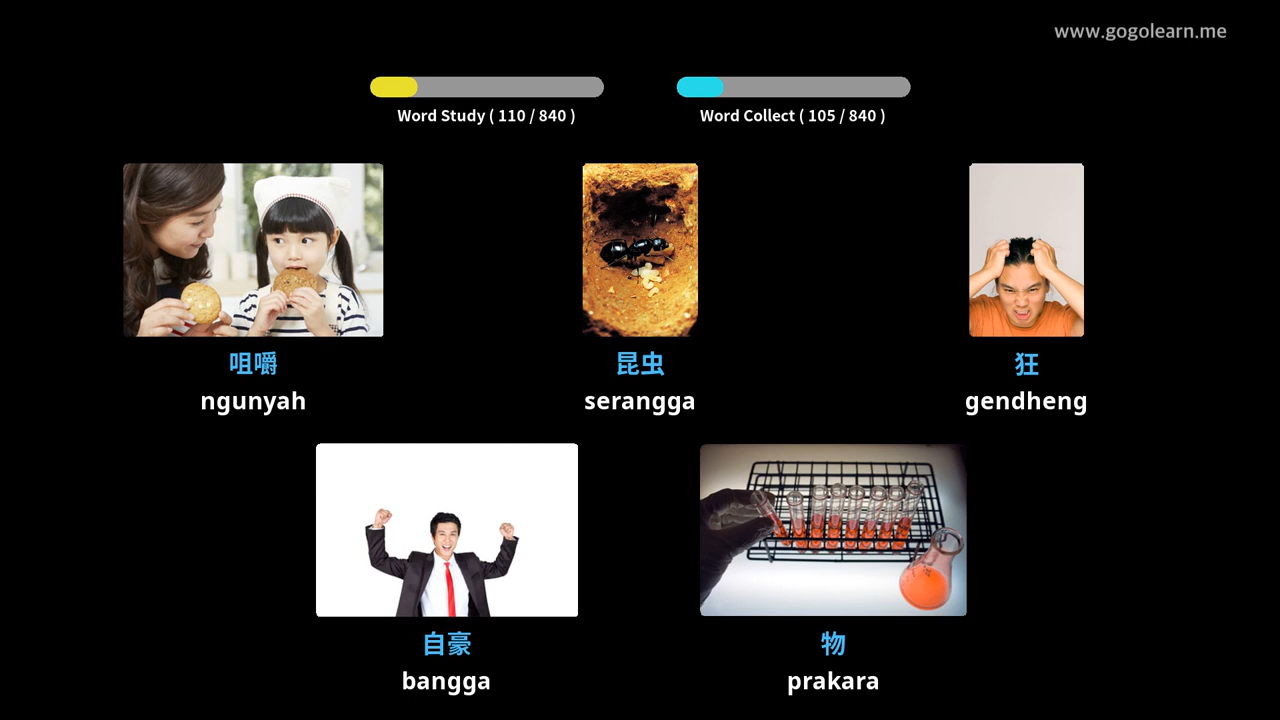 www.gogolearn.me
Word Study ( 110 / 840 )
Word Collect ( 105 / 840 )
咀嚼
ngunyah
昆虫
serangga
狂
gendheng
自豪
bangga
物
prakara